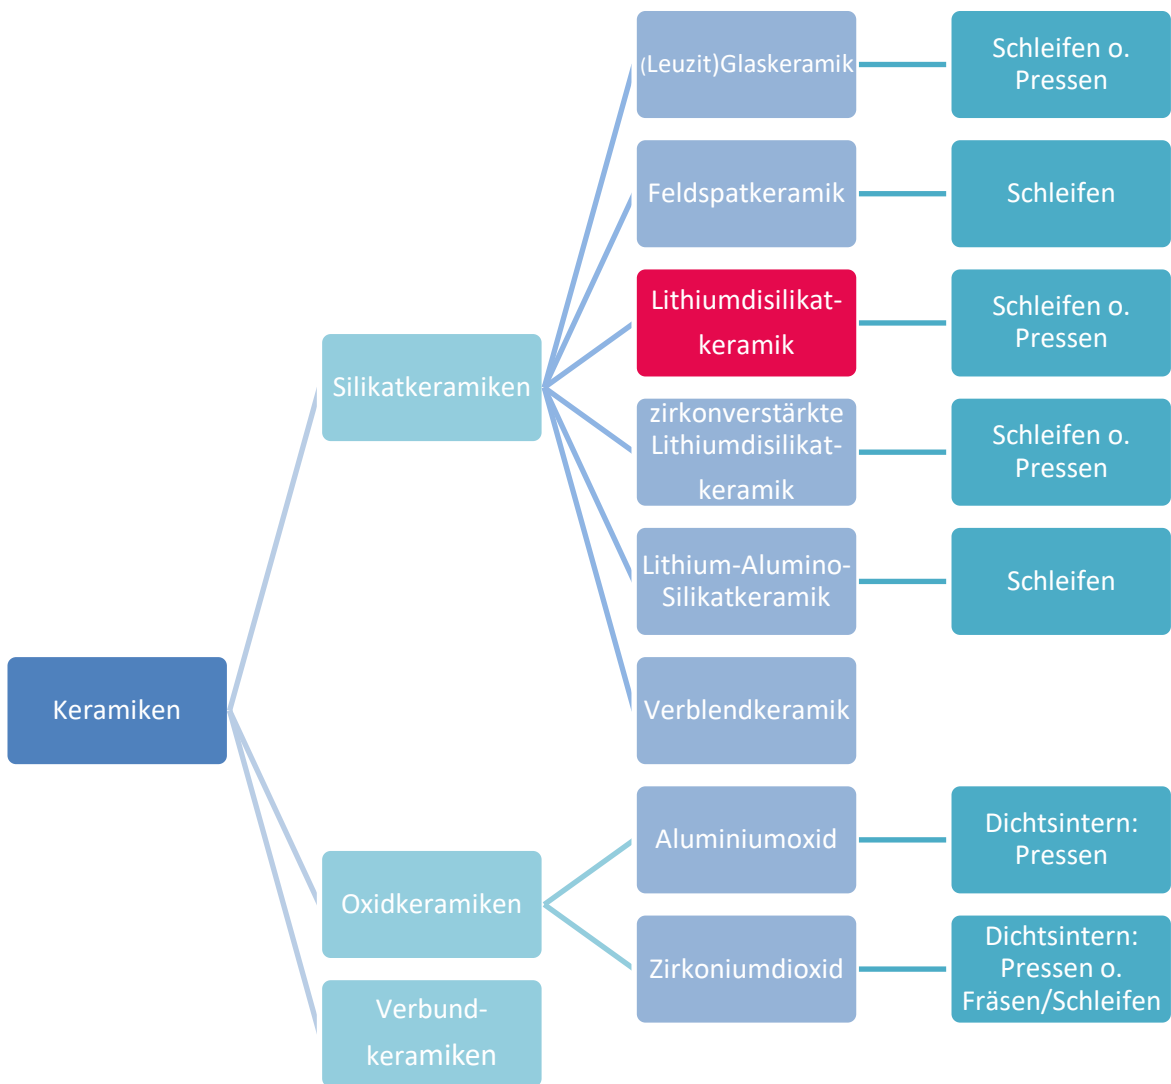 (Leuzit)Glaskeramik
Schleifen o.
Pressen
Feldspatkeramik
Schleifen
Lithiumdisilikat-
keramik
Schleifen o.
Pressen
Silikatkeramiken
zirkonverstärkte
Lithiumdisilikat-
keramik
Schleifen o.
Pressen
Lithium-Alumino-
Silikatkeramik
Schleifen
Keramiken
Verblendkeramik
Oxidkeramiken
Aluminiumoxid
Dichtsintern:
Pressen
Zirkoniumdioxid
Dichtsintern:
Pressen o.
Fräsen/Schleifen
Verbund-
keramiken